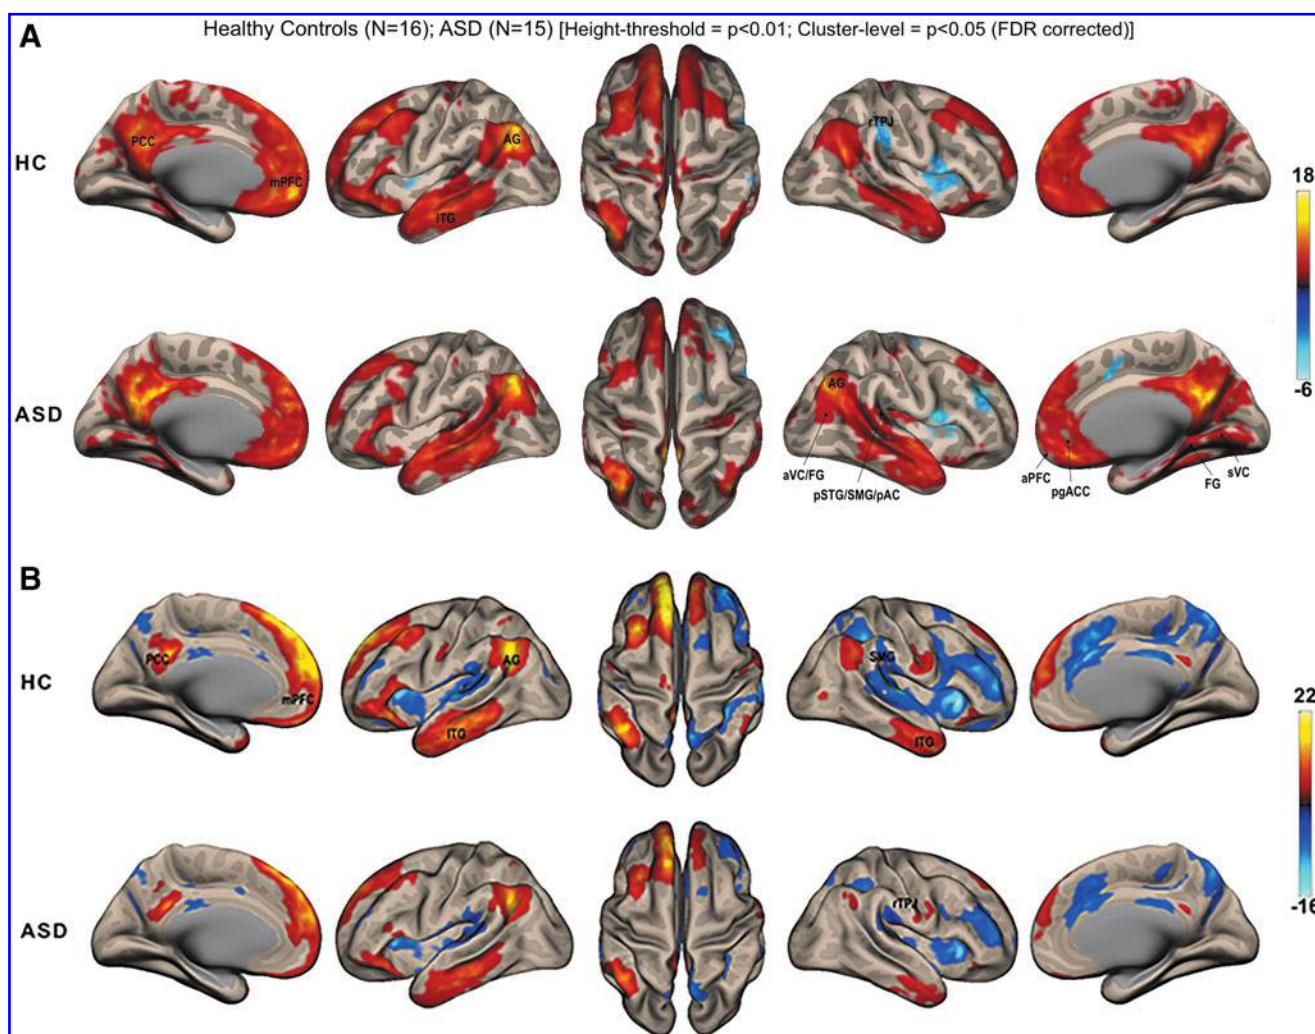 A
Healthy Controls (N=16); ASD (N=15) [Height-threshold = p<0.01; Cluster-level = p<0.05 (FDR corrected)]
HC
PCC
mPFC
AG
ITG
rTPJ
18
-6
ASD
AG
aVC/FG
pSTG/SMG/pAC
aPFC
pgACC
FG
sVC
B
HC
PCC
mPFC
AG
ITG
SMG
ITG
22
-16
ASD
rTPJ